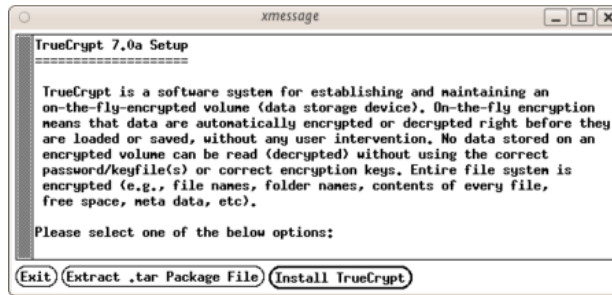 xmessage
TrueCrypt 7.0a Setup
====================
TrueCrypt is a software system for establishing and maintaining an
on-the-fly-encrypted volume (data storage device). On-the-fly encryption
means that data are automatically encrypted or decrypted right before they
are loaded or saved, without any user intervention. No data stored on an
encrypted volume can be read (decrypted) without using the correct
password/keyfile(s) or correct encryption keys. Entire file system is
encrypted (e.g., file names, folder names, contents of every file,
free space, meta data, etc).
Please select one of the below options:
Exit Extract .tar Package File Install TrueCrypt